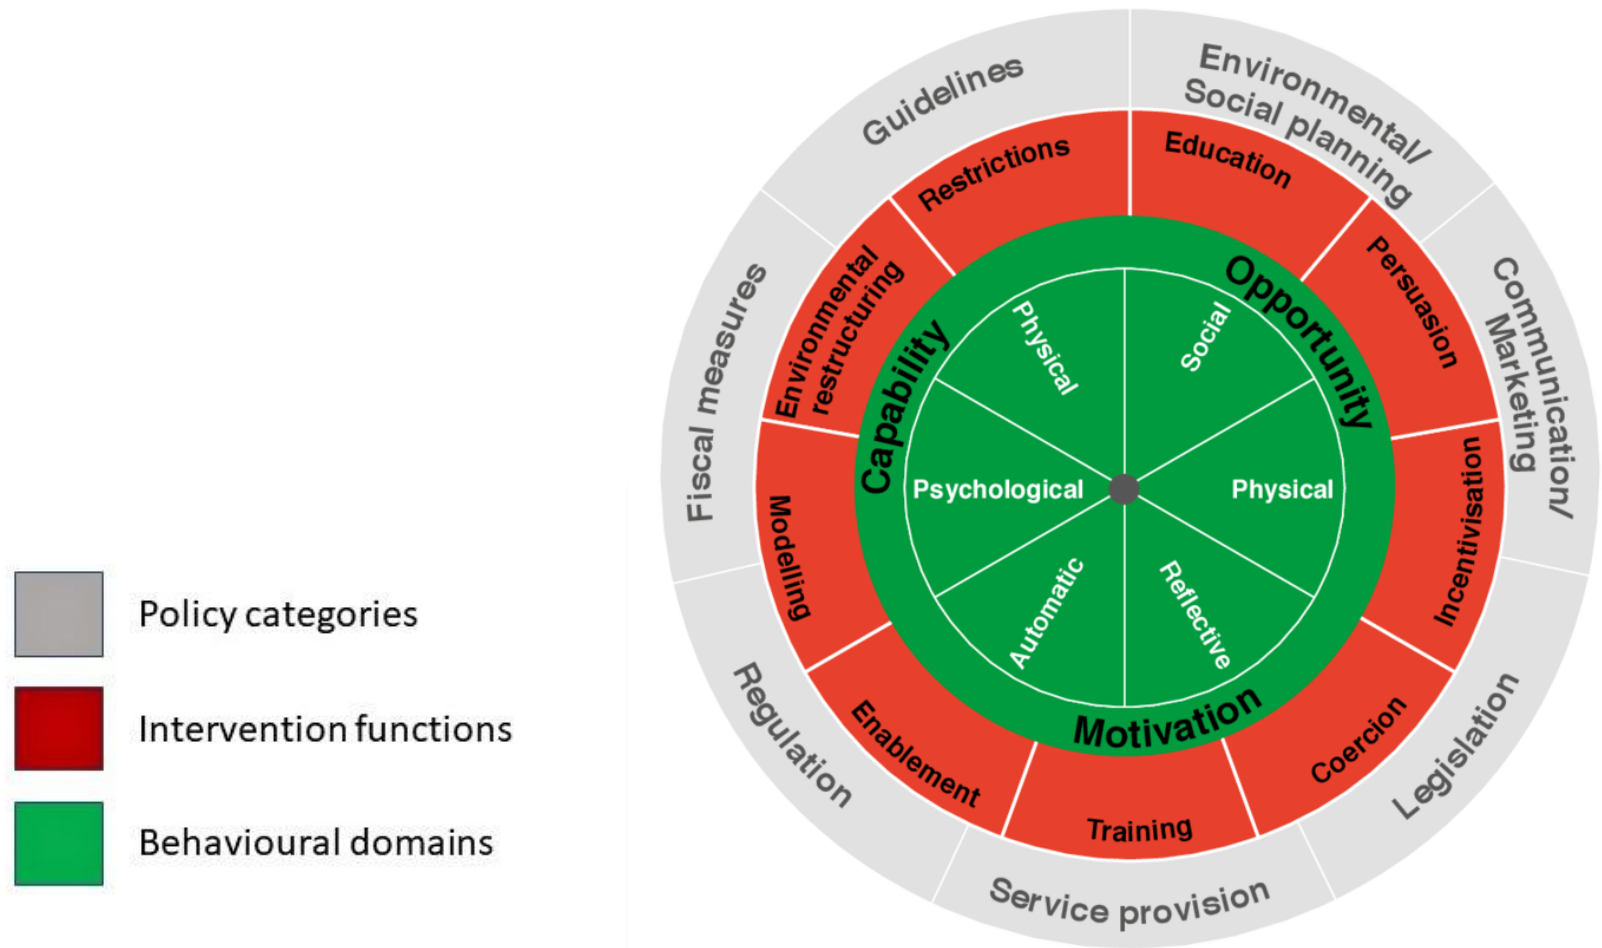 Policy categories
Intervention functions
Behavioural domains
Guidelines
Environmental/
Social planning
Communication/
Marketing
Legislation
Service provision
Regulation
Fiscal measures
Restrictions
Education
Persuasion
Incentivisation
Coercion
Training
Enablement
Modelling
Environmental
restructuring
Capability
Opportunity
Motivation
Physical
Social
Physical
Reflective
Automatic
Psychological